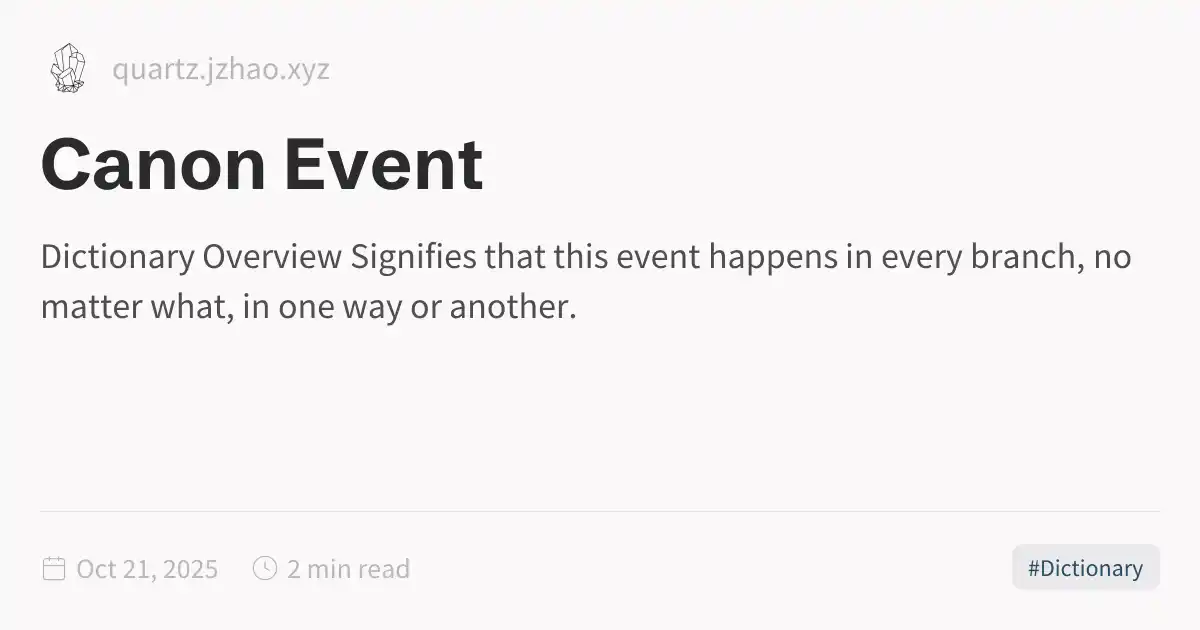 quartz.jzhao.xyz
Canon Event
Dictionary Overview Signifies that this event happens in every branch, no
matter what, in one way or another.
Oct 21, 2025 2 min read #Dictionary